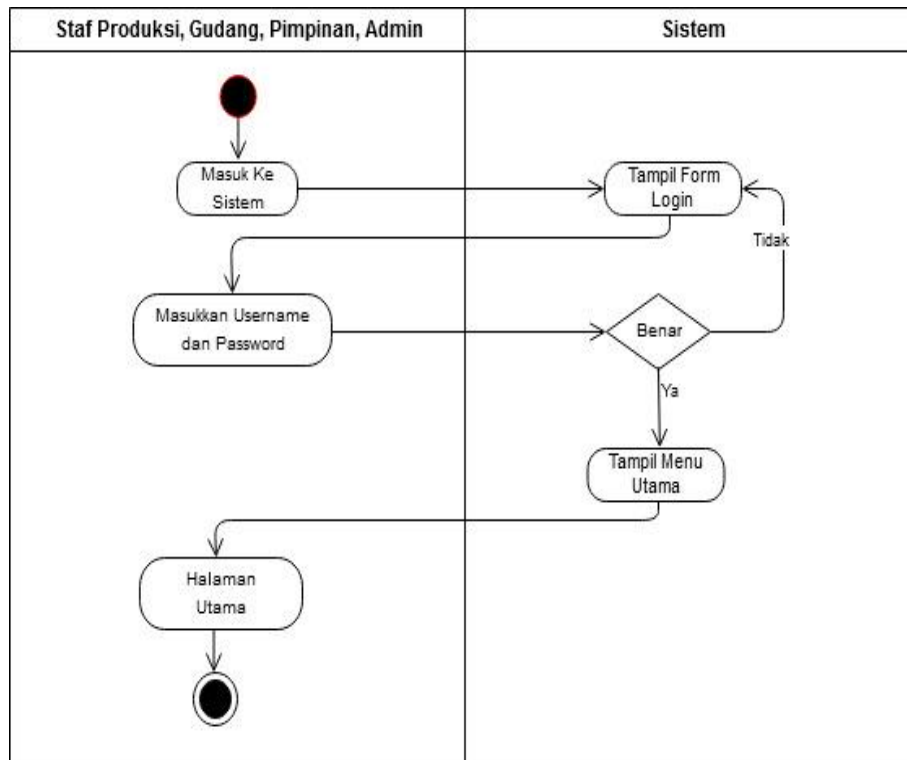 Staf Produksi, Gudang, Pimpinan, Admin
Sistem
Masuk Ke
Sistem
Tampil Form
Login
Tidak
Masukkan Username
dan Password
Benar
Ya
Tampil Menu
Utama
Halaman
Utama